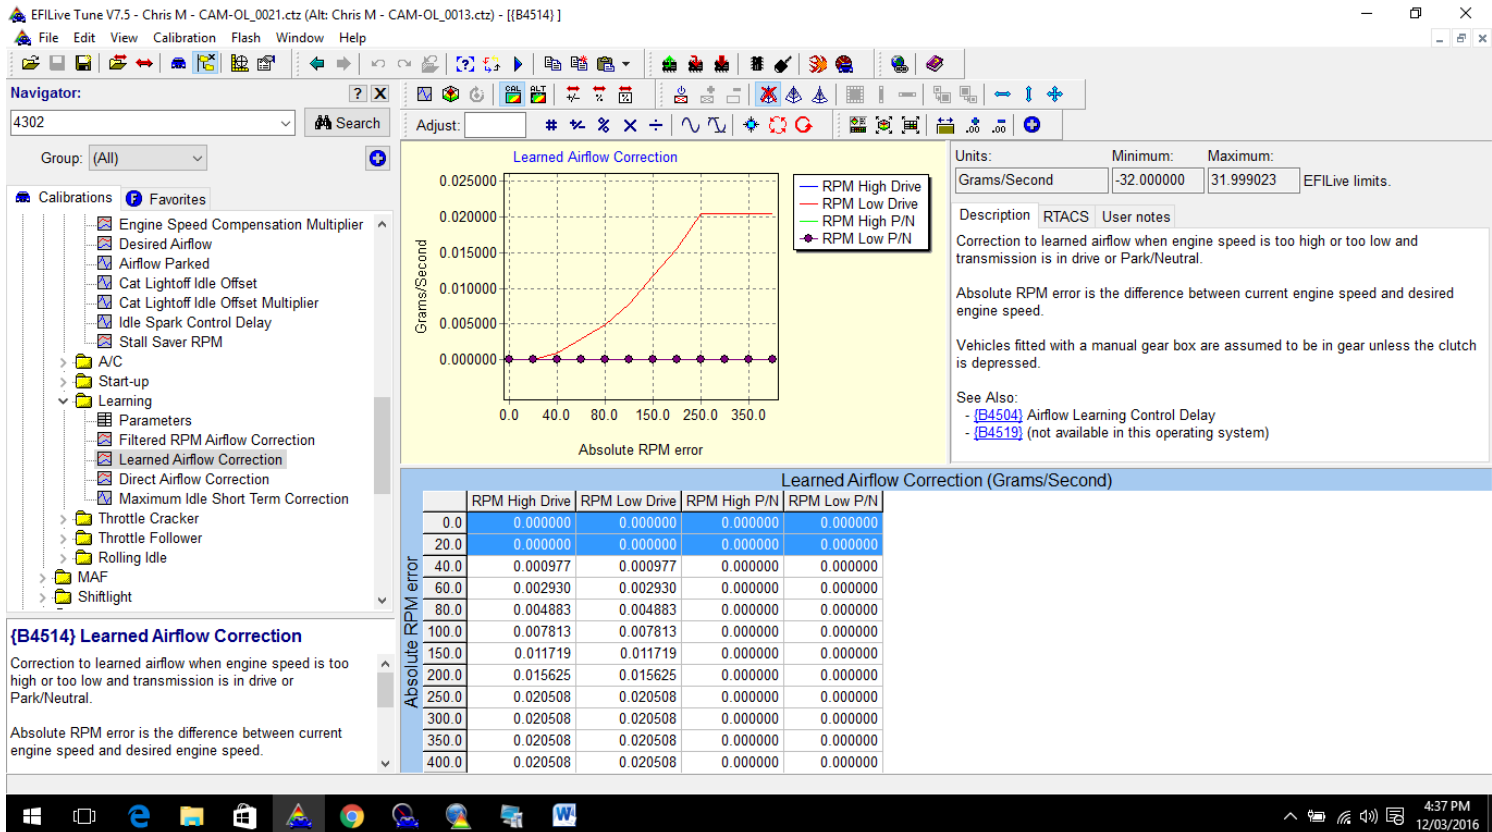 EFILive Tune V7.5 - Chris M - CAM-OL_0021.ctz (Alt: Chris M - CAM-OL_0013.ctz) - [{B4514} ]
File Edit View Calibration Flash Window Help
Navigator:
4302
Search
Group: (All)
Calibrations
Favorites
Engine Speed Compensation Multiplier
Desired Airflow
Airflow Parked
Cat Lightoff Idle Offset
Cat Lightoff Idle Offset Multiplier
Idle Spark Control Delay
Stall Saver RPM
A/C
Start-up
Learning
Parameters
Filtered RPM Airflow Correction
Learned Airflow Correction
Direct Airflow Correction
Maximum Idle Short Term Correction
Throttle Cracker
Throttle Follower
Rolling Idle
MAF
Shiftlight
{B4514} Learned Airflow Correction
Correction to learned airflow when engine speed is too
high or too low and transmission is in drive or
Park/Neutral.
Absolute RPM error is the difference between current
engine speed and desired engine speed.
CAL ALT
Adjust:
Learned Airflow Correction
0.025000
0.020000
0.015000
0.010000
0.005000
0.000000
Grams/Second
0.0 40.0 80.0 150.0 250.0 350.0
Absolute RPM error
RPM High Drive
RPM Low Drive
RPM High P/N
RPM Low P/N
Units: Minimum: Maximum:
Grams/Second -32.000000 31.999023 EFILive limits.
Description RTACS User notes
Correction to learned airflow when engine speed is too high or too low and
transmission is in drive or Park/Neutral.
Absolute RPM error is the difference between current engine speed and desired
engine speed.
Vehicles fitted with a manual gear box are assumed to be in gear unless the clutch
is depressed.
See Also:
- {B4504} Airflow Learning Control Delay
- {B4519} (not available in this operating system)
Learned Airflow Correction (Grams/Second)
RPM High Drive RPM Low Drive RPM High P/N RPM Low P/N
Absolute RPM error
0.0 0.000000 0.000000 0.000000 0.000000
20.0 0.000000 0.000000 0.000000 0.000000
40.0 0.000977 0.000977 0.000000 0.000000
60.0 0.002930 0.002930 0.000000 0.000000
80.0 0.004883 0.004883 0.000000 0.000000
100.0 0.007813 0.007813 0.000000 0.000000
150.0 0.011719 0.011719 0.000000 0.000000
200.0 0.015625 0.015625 0.000000 0.000000
250.0 0.020508 0.020508 0.000000 0.000000
300.0 0.020508 0.020508 0.000000 0.000000
350.0 0.020508 0.020508 0.000000 0.000000
400.0 0.020508 0.020508 0.000000 0.000000
4:37 PM
12/03/2016